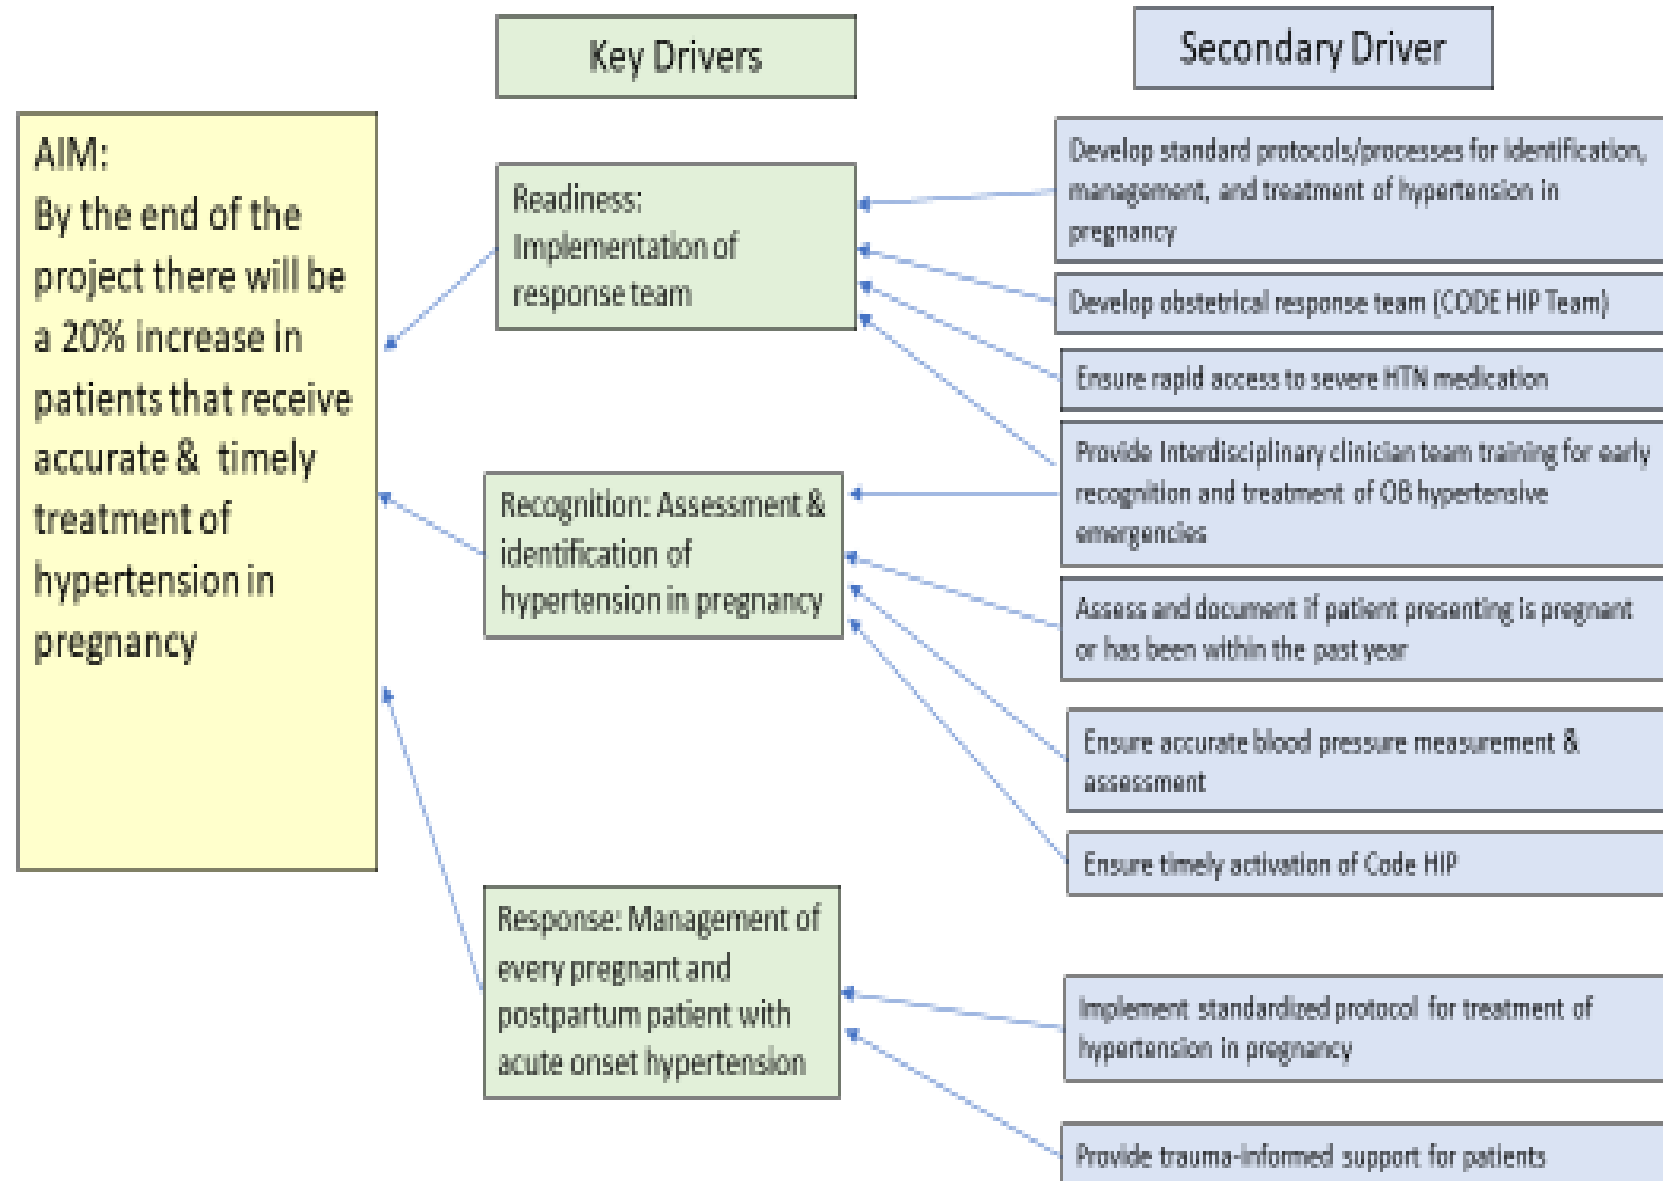 Key Drivers
Secondary Driver
AIM:
By the end of the
project there will be
a 20% increase in
patients that receive
accurate & timely
treatment of
hypertension in
pregnancy
Readiness:
Implementation of
response team
Recognition: Assessment &
identification of
hypertension in pregnancy
Response: Management of
every pregnant and
postpartum patient with
acute onset hypertension
Develop standard protocols/processes for identification,
management, and treatment of hypertension in
pregnancy
Develop obstetrical response team (CODE HIP Team)
Ensure rapid access to severe HTN medication
Provide Interdisciplinary clinician team training for early
recognition and treatment of OB hypertensive
emergencies
Assess and document if patient presenting is pregnant
or has been within the past year
Ensure accurate blood pressure measurement &
assessment
Ensure timely activation of Code HIP
Implement standardized protocol for treatment of
hypertension in pregnancy
Provide trauma-informed support for patients